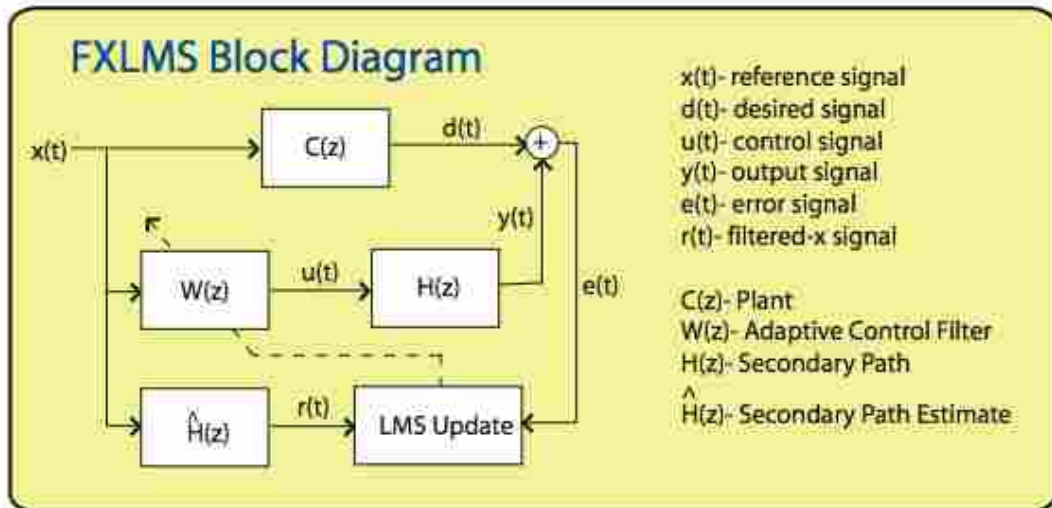 FXLMS Block Diagram
x(t)
C(z)
d(t)
+
y(t)
W(z)
u(t)
H(z)
e(t)
^
H(z)
r(t)
LMS Update
x(t)- reference signal
d(t)- desired signal
u(t)- control signal
y(t)- output signal
e(t)- error signal
r(t)- filtered-x signal
C(z)- Plant
W(z)- Adaptive Control Filter
H(z)- Secondary Path
^
H(z)- Secondary Path Estimate